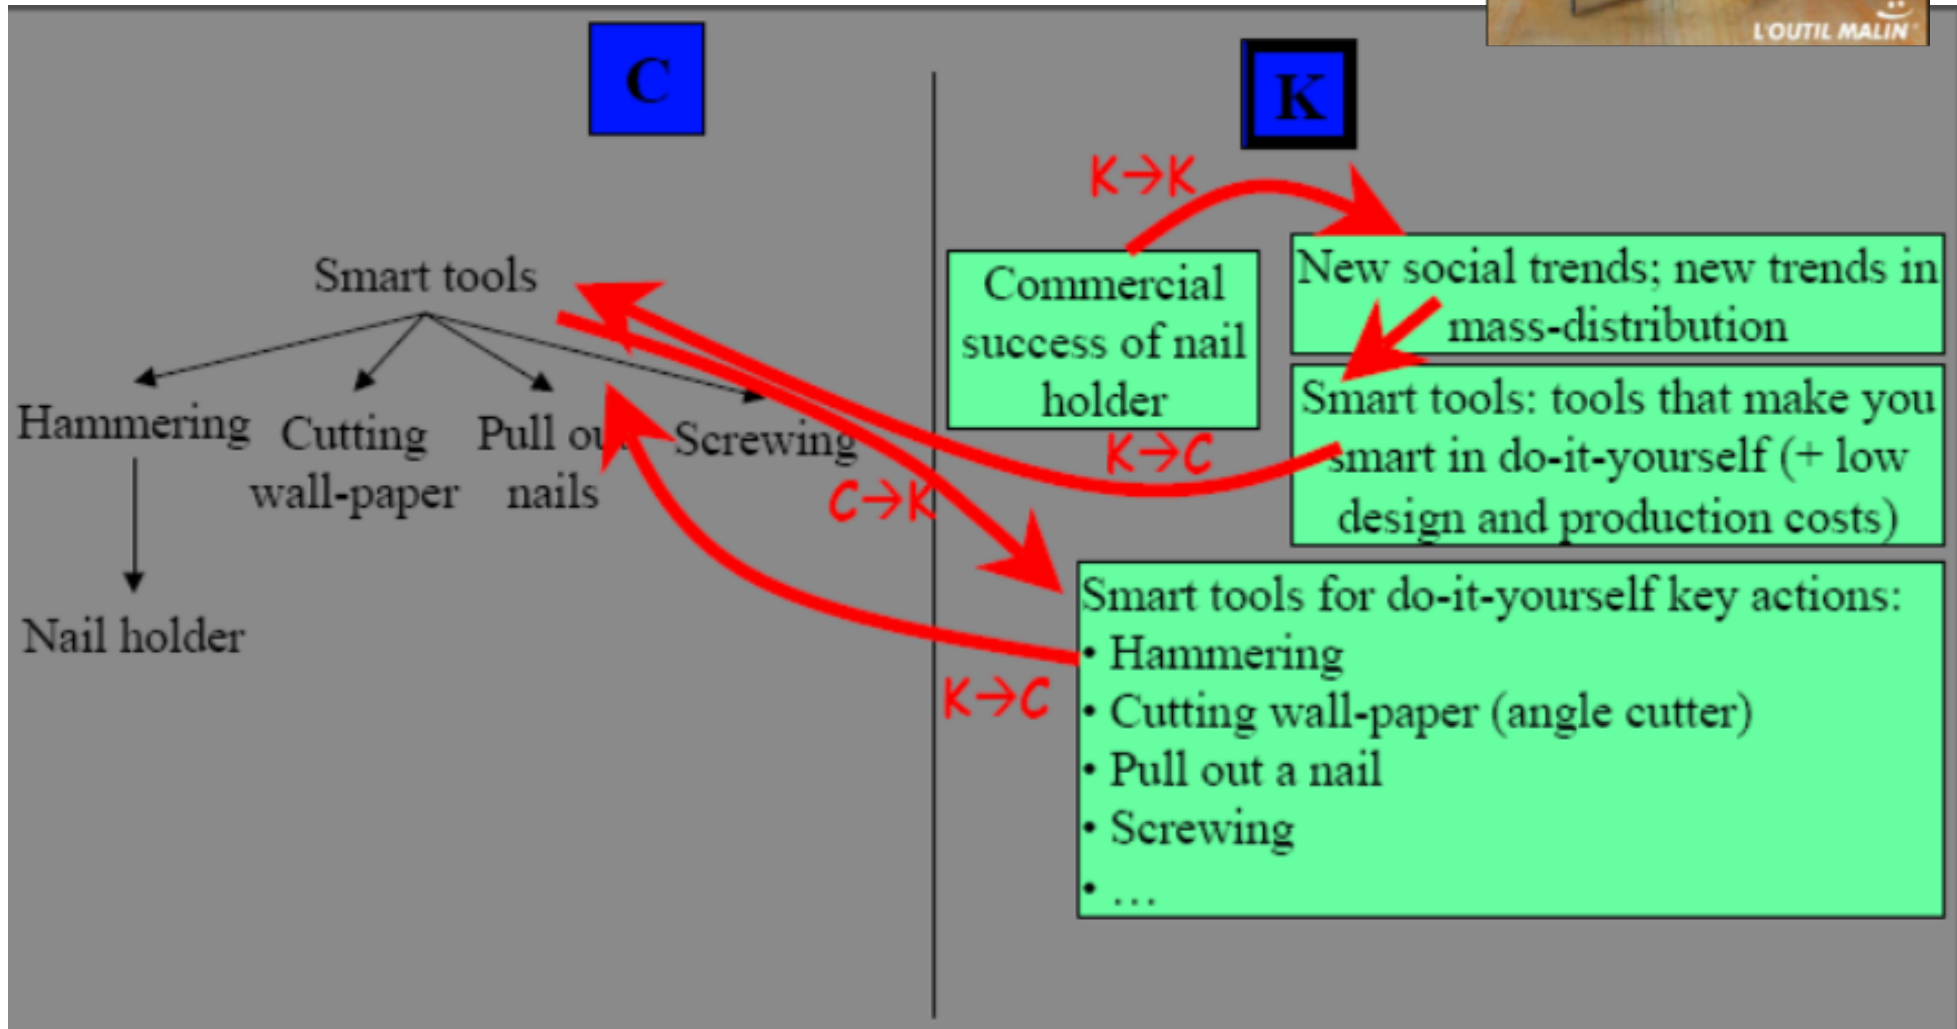 L'OUTIL MALIN
C
K
K→K
Smart tools
Commercial
success of nail
holder
New social trends; new trends in
mass-distribution
Smart tools: tools that make you
smart in do-it-yourself (+ low
design and production costs)
Hammering
Cutting
wall-paper
Pull out
nails
Screwing
K→C
C→K
Nail holder
K→C
Smart tools for do-it-yourself key actions:
• Hammering
• Cutting wall-paper (angle cutter)
• Pull out a nail
• Screwing
• …